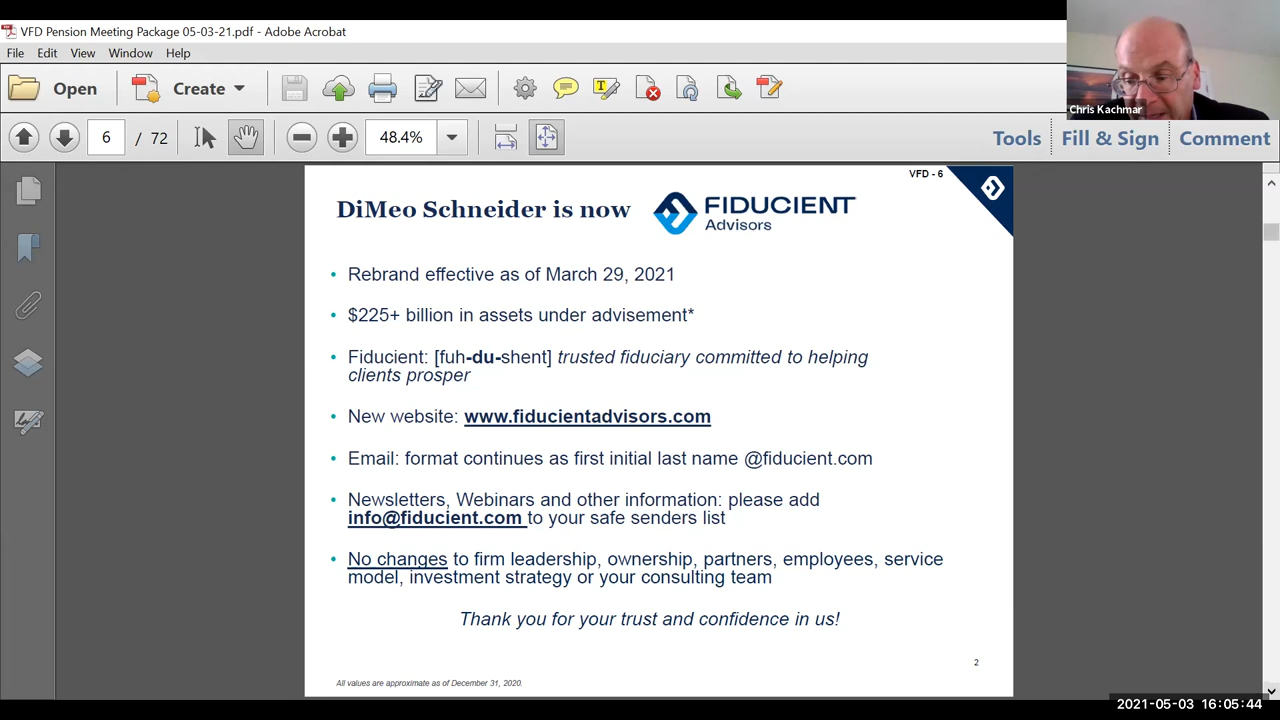 VFD Pension Meeting Package 05-03-21.pdf - Adobe Acrobat
File Edit View Window Help
Open Create
6 / 72 48.4%
Tools Fill & Sign Comment
Chris Kachmar
VFD - 6
DiMeo Schneider is now FIDUCIENT
Advisors
• Rebrand effective as of March 29, 2021
• $225+ billion in assets under advisement*
• Fiducient: [fuh-du-shent] trusted fiduciary committed to helping
clients prosper
• New website: www.fiducientadvisors.com
• Email: format continues as first initial last name @fiducient.com
• Newsletters, Webinars and other information: please add
info@fiducient.com to your safe senders list
• No changes to firm leadership, ownership, partners, employees, service
model, investment strategy or your consulting team
Thank you for your trust and confidence in us!
2
All values are approximate as of December 31, 2020.
2021-05-03 16:05:44